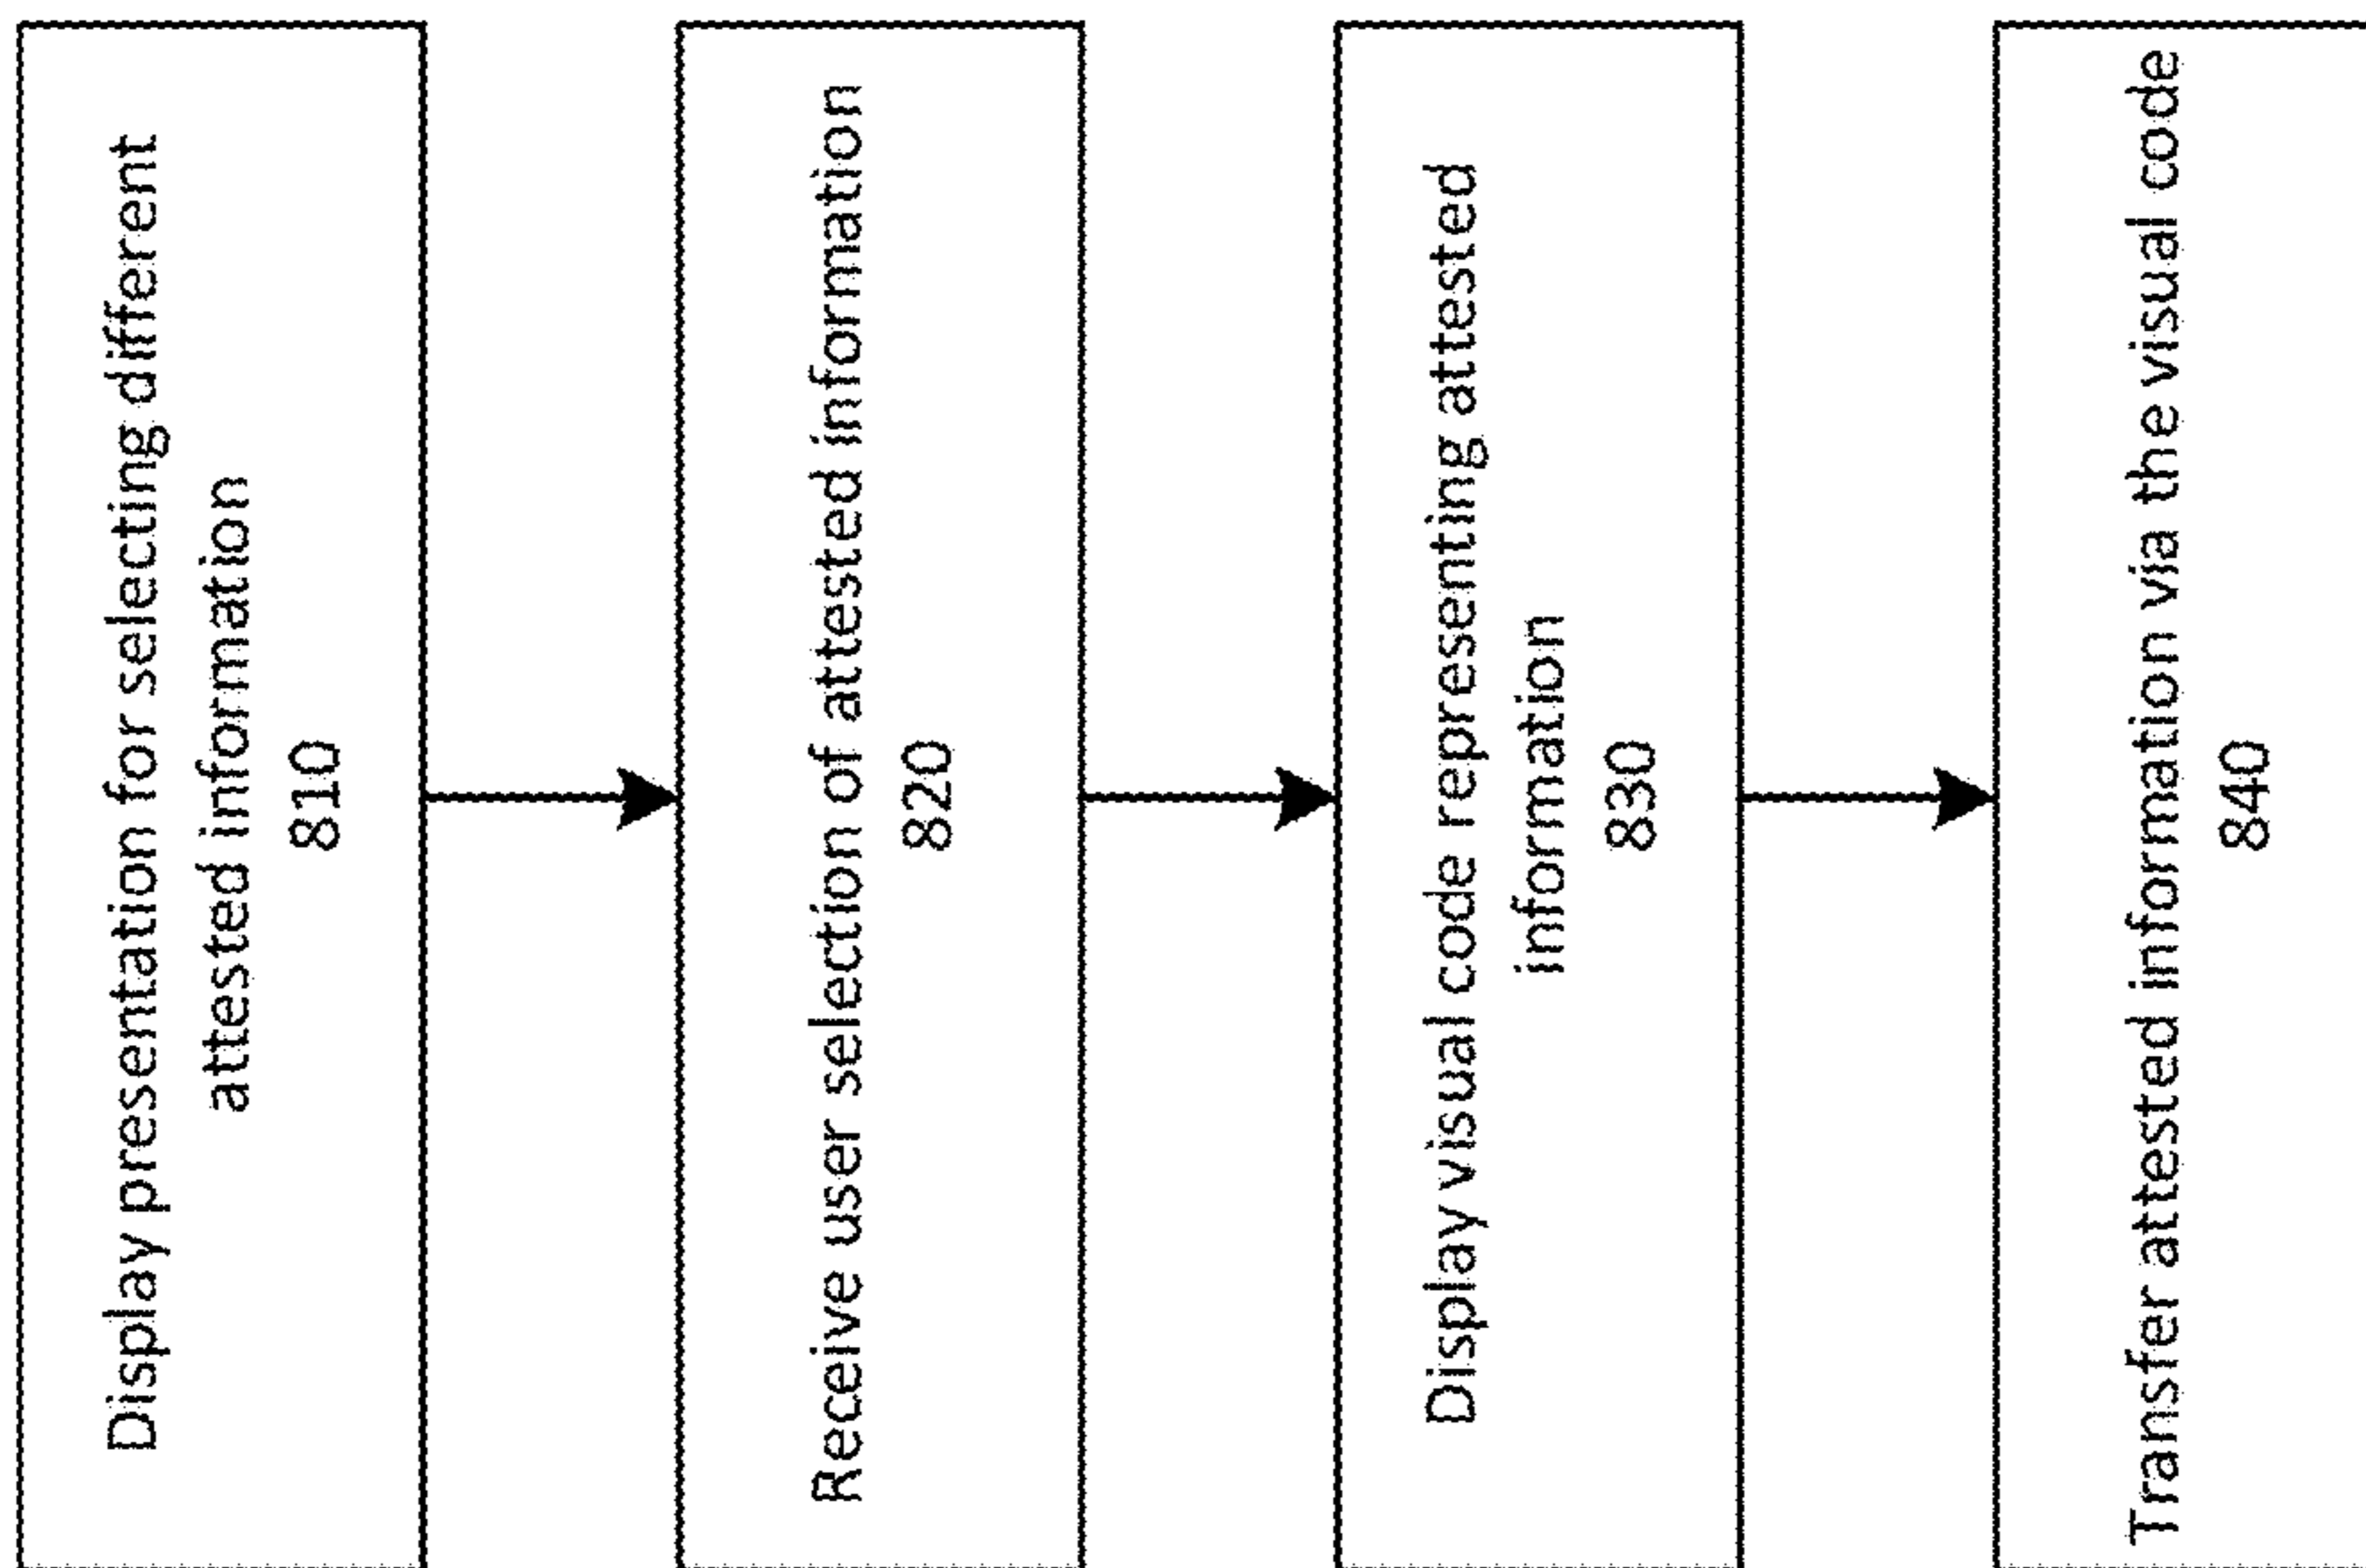 Display presentation for selecting different
attested information
810
Receive user selection of attested information
820
Display visual code representing attested
information
830
Transfer attested information via the visual code
840